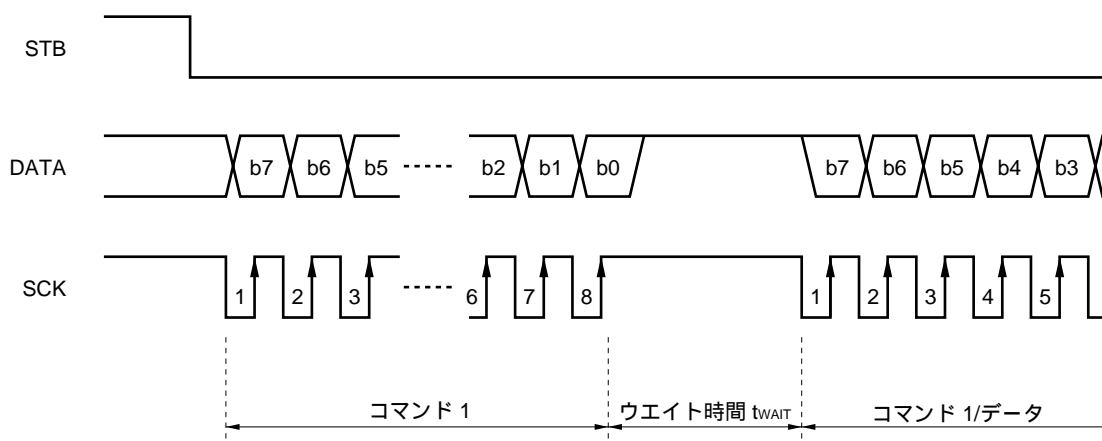 STB
DATA
b7 b6 b5 b2 b1 b0 b7 b6 b5 b4 b3
SCK
1 2 3 6 7 8 1 2 3 4 5
コマンド 1
ウエイト時間 tWAIT
コマンド 1/データ